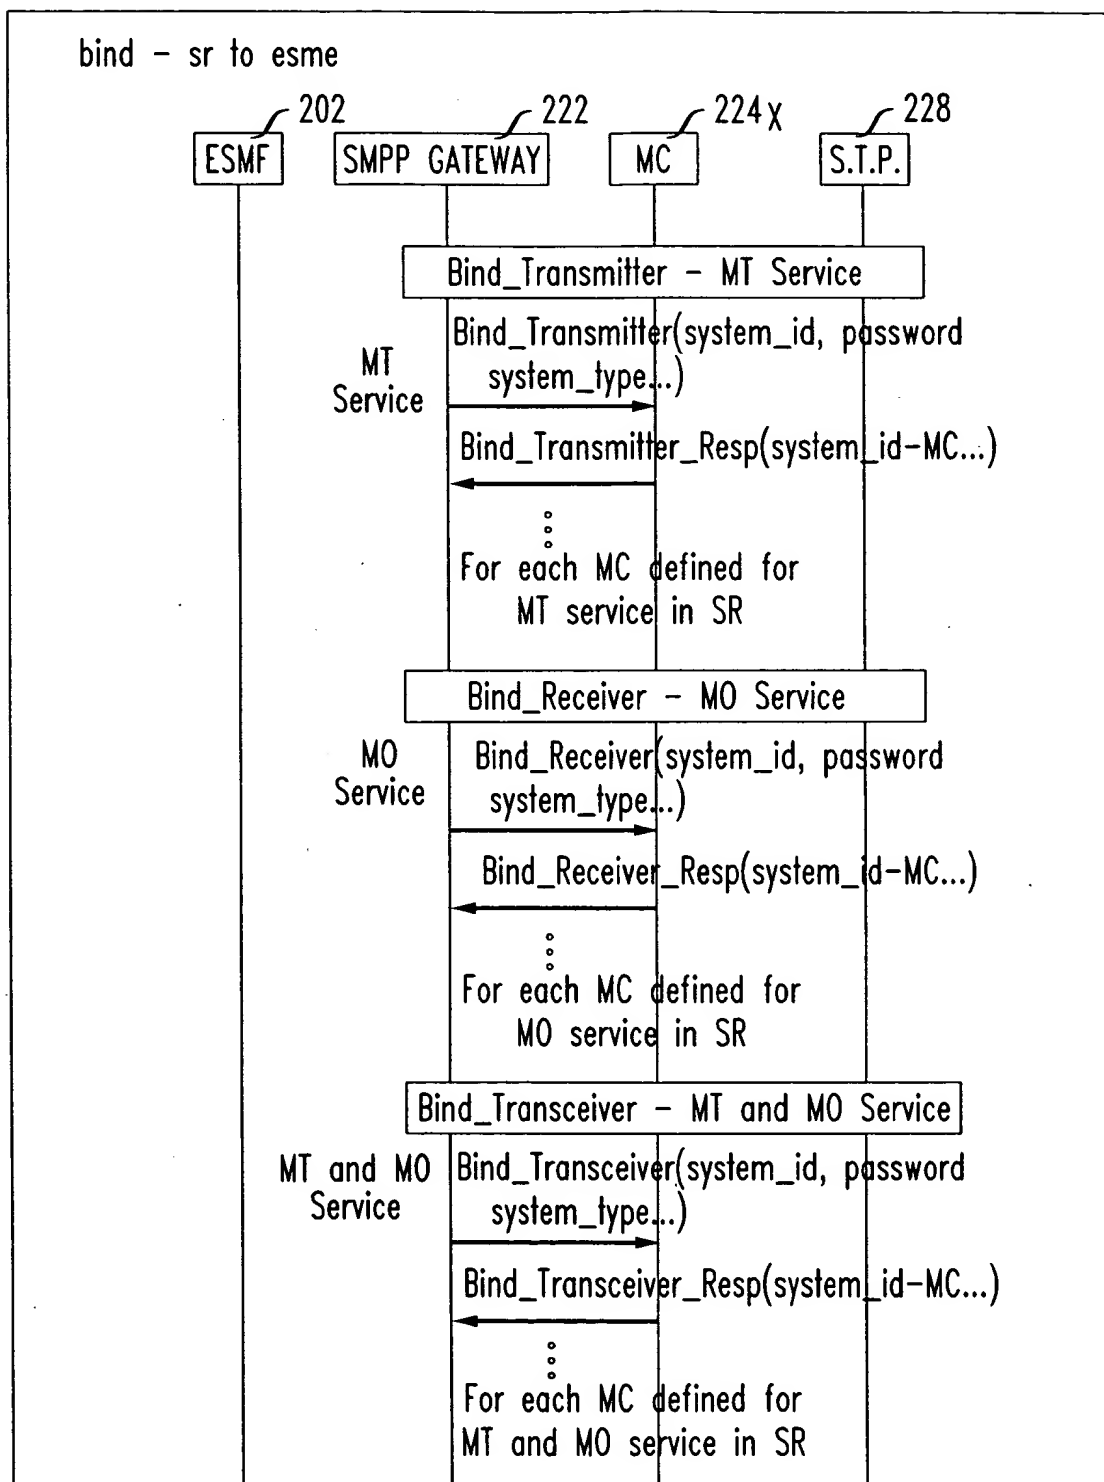 bind - sr to esme
202
222
224x
228
ESMF
SMPP GATEWAY
MC
S.T.P.
Bind_Transmitter - MT Service
MT
Service
Bind_Transmitter(system_id, password
system_type...)
Bind_Transmitter_Resp(system_id-MC...)
For each MC defined for
MT service in SR
Bind_Receiver - MO Service
MO
Service
Bind_Receiver(system_id, password
system_type...)
Bind_Receiver_Resp(system_id-MC...)
For each MC defined for
MO service in SR
Bind_Transceiver - MT and MO Service
MT and MO
Service
Bind_Transceiver(system_id, password
system_type...)
Bind_Transceiver_Resp(system_id-MC...)
For each MC defined for
MT and MO service in SR